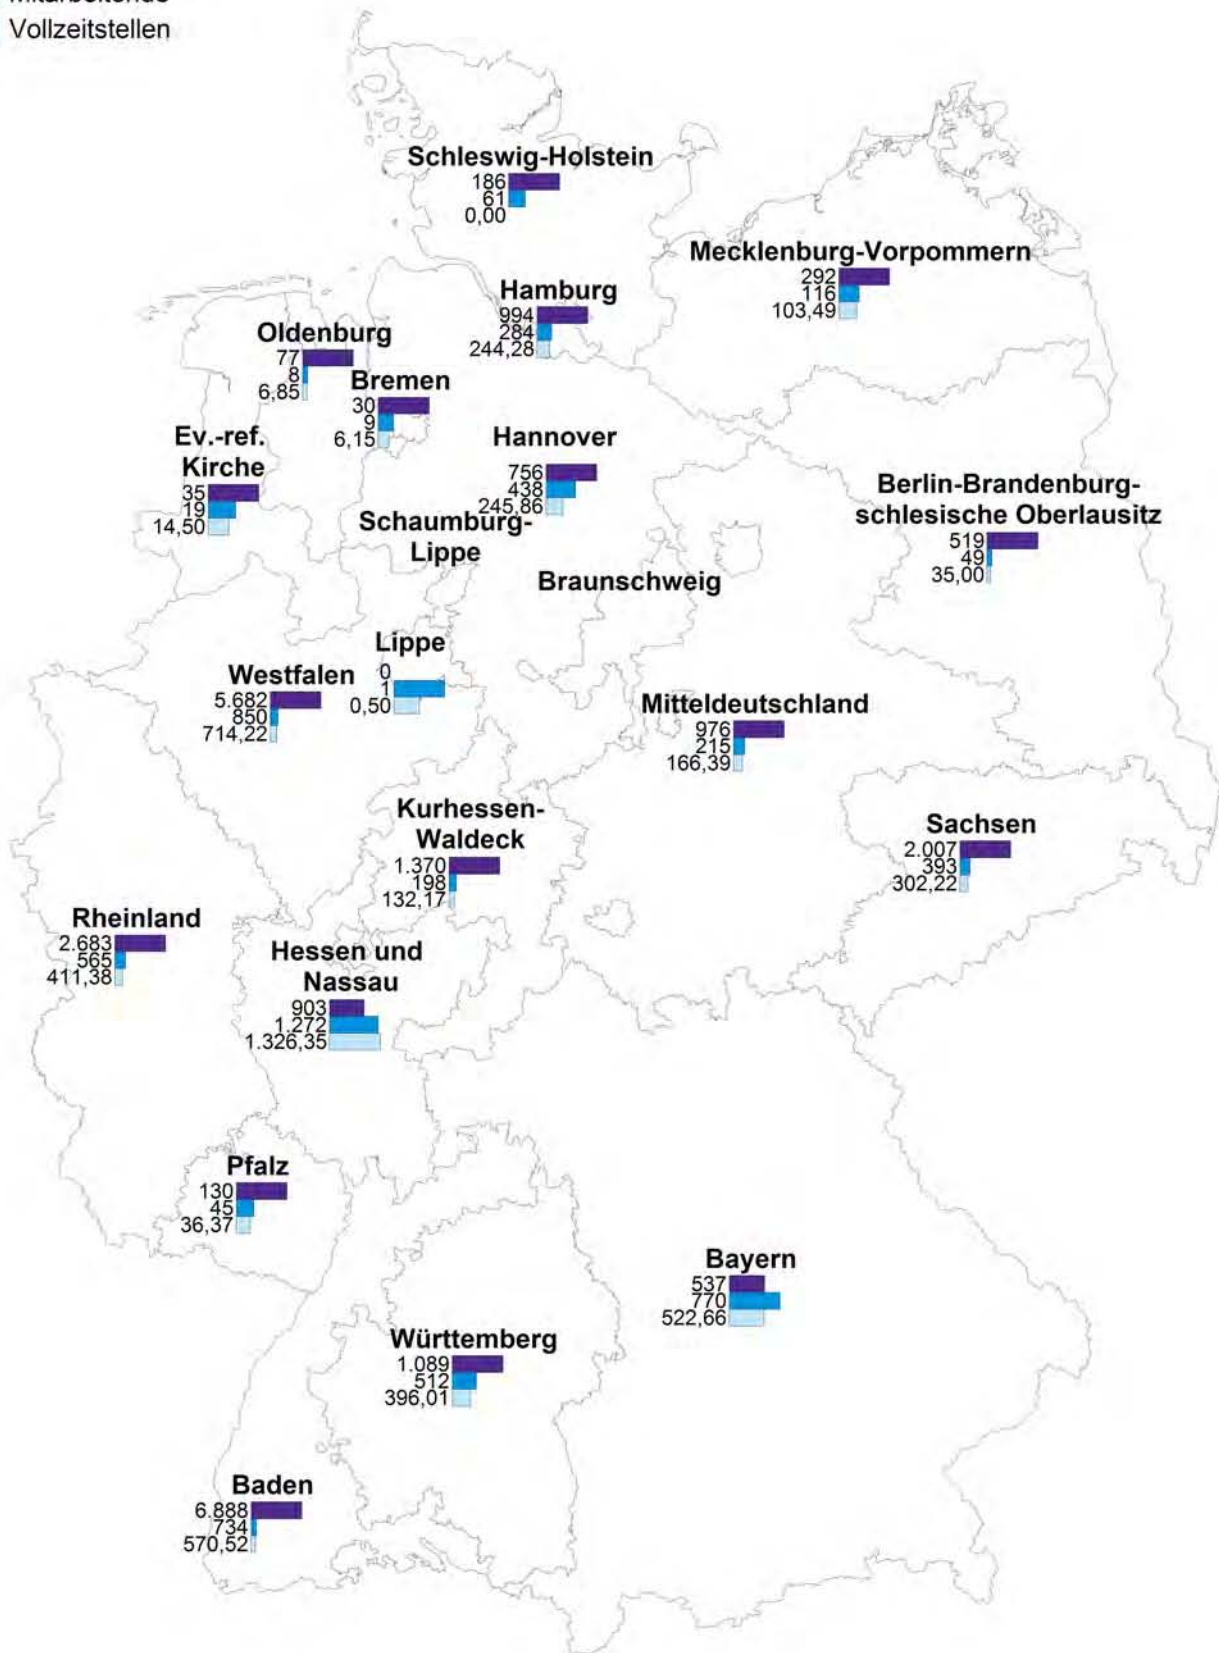 Mitarbeitende
Vollzeitstellen
Schleswig-Holstein
186
61
0,00
Mecklenburg-Vorpommern
292
116
103,49
Hamburg
994
284
244,28
Oldenburg
77
8
6,85
Bremen
30
9
6,15
Ev.-ref.
Kirche
35
19
14,50
Hannover
756
438
245,86
Berlin-Brandenburg-
schlesische Oberlausitz
519
49
35,00
Schaumburg-
Lippe
Braunschweig
Lippe
0
1
0,50
Westfalen
5.682
850
714,22
Mitteldeutschland
976
215
166,39
Kurhessen-
Waldeck
1.370
198
132,17
Sachsen
2.007
393
302,22
Rheinland
2.683
565
411,38
Hessen und
Nassau
903
1.272
1.326,35
Pfalz
130
45
36,37
Bayern
537
770
522,66
Württemberg
1.089
512
396,01
Baden
6.888
734
570,52